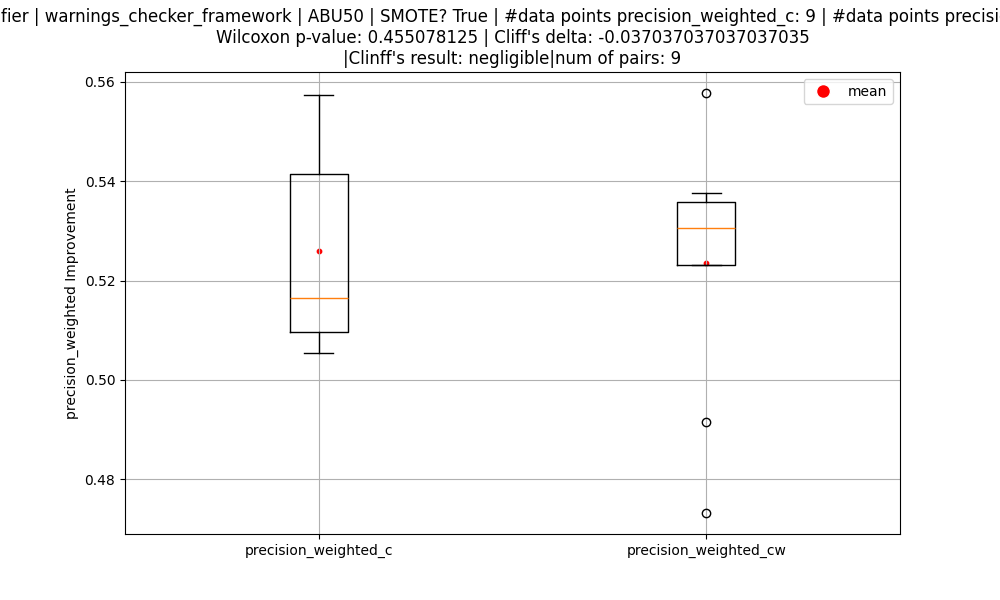 fier | warnings_checker_framework | ABU50 | SMOTE? True | #data points precision_weighted_c: 9 | #data points precisi
Wilcoxon p-value: 0.455078125 | Cliff's delta: -0.037037037037037035
|Clinff's result: negligible|num of pairs: 9
mean
precision_weighted Improvement
0.56
0.54
0.52
0.50
0.48
precision_weighted_c
precision_weighted_cw